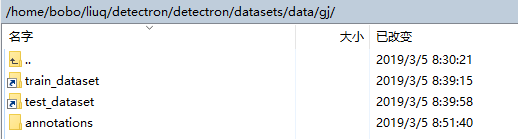 /home/bobo/liuq/detectron/detectron/datasets/data/gj/
名字 大小 已改变
.. 2019/3/5 8:30:21
train_dataset 2019/3/5 8:39:15
test_dataset 2019/3/5 8:39:58
annotations 2019/3/5 8:51:40